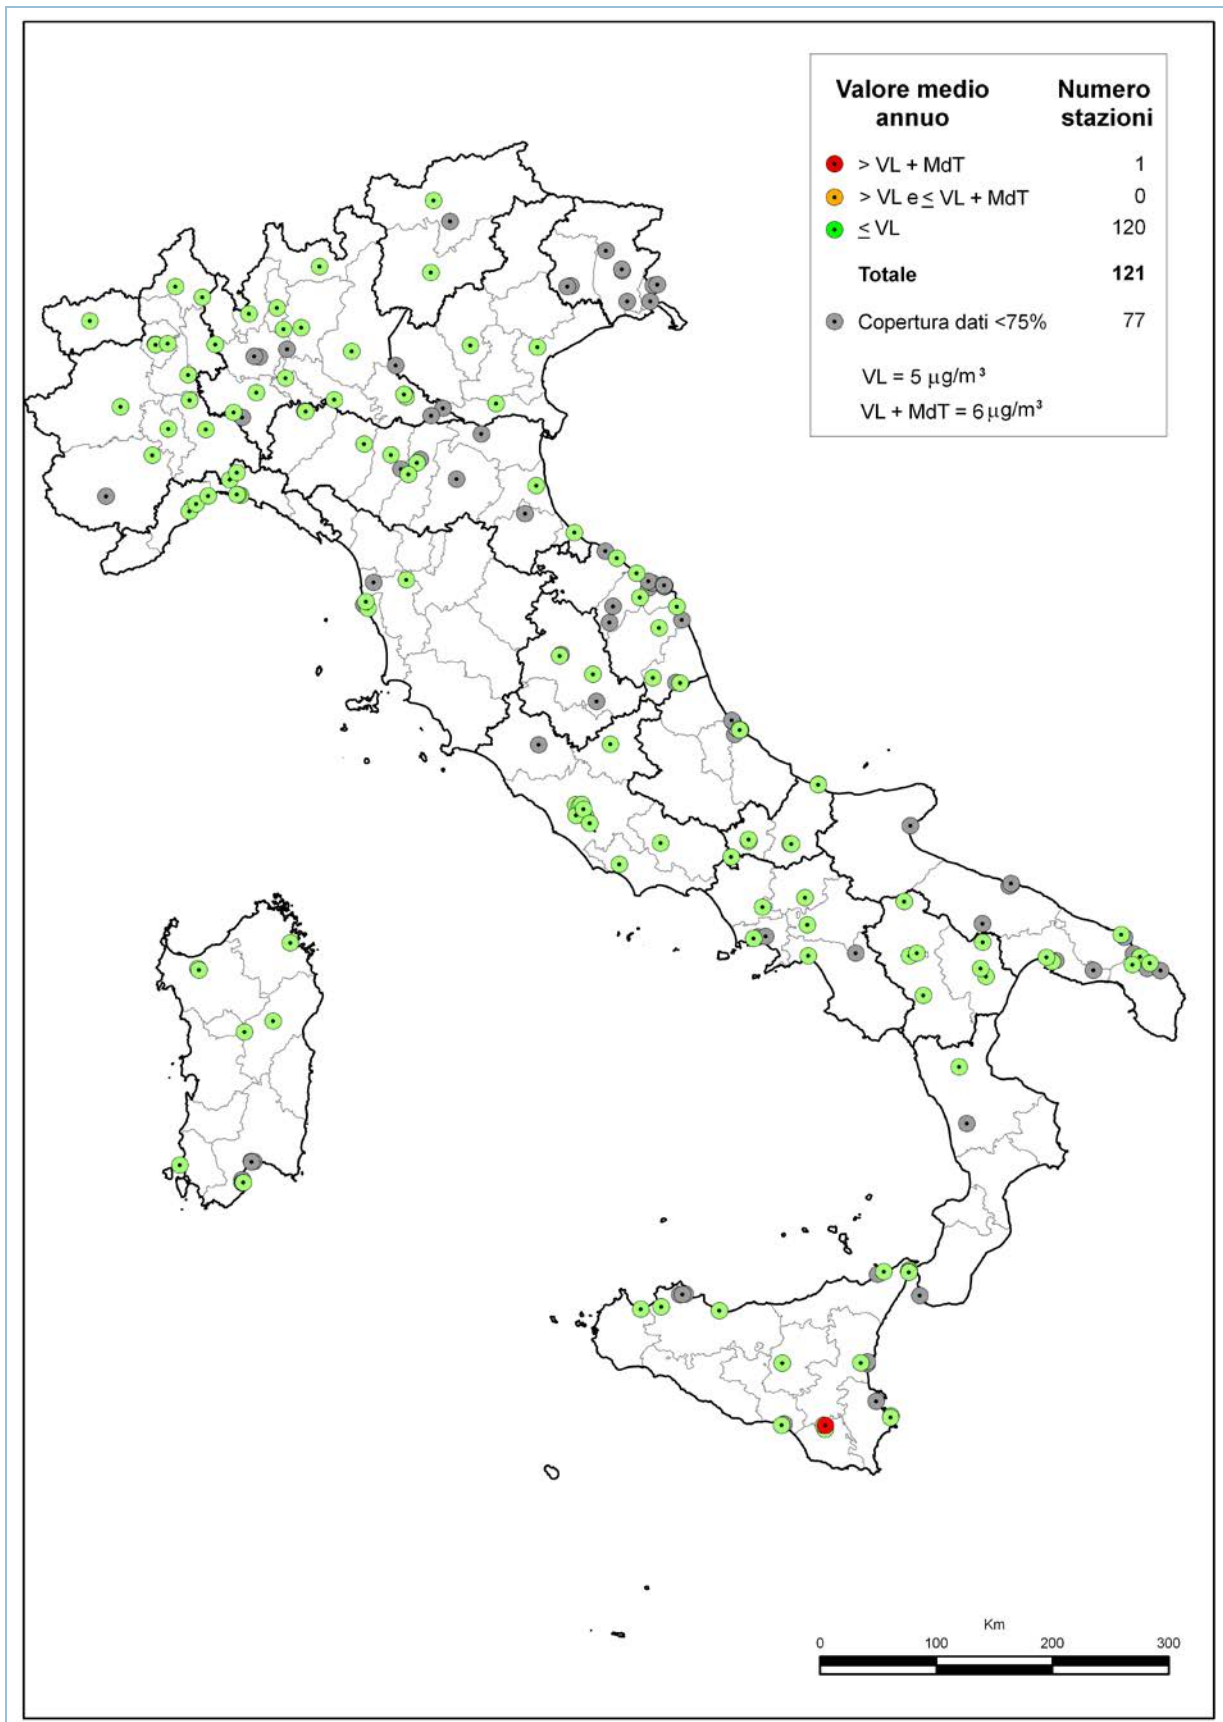 Valore medio annuo Numero stazioni
> VL + MdT 1
> VL e ≤ VL + MdT 0
≤ VL 120
Totale 121
Copertura dati <75% 77
VL = 5 µg/m³
VL + MdT = 6 µg/m³
Km
0 100 200 300